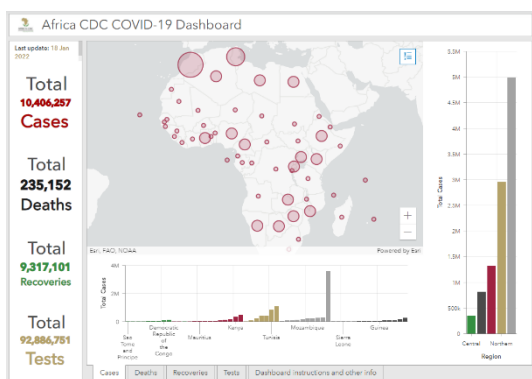 Africa CDC COVID-19 Dashboard
Last update: 18 Jan
2022
Total
10,406,257
Cases
Total
235,152
Deaths
Total
9,317,101
Recoveries
Total
92,886,751
Tests
+
−
Esri, FAO, NOAA
Powered by Esri
Total Cases
4M
2M
0
Sao
Tome
and
Principe
Democratic
Republic
of
the
Congo
Mauritius
Kenya
Tunisia
Mozambique
Sierra
Leone
Guinea
Total Cases
5.5M
5M
4.5M
4M
3.5M
3M
2.5M
2M
1.5M
1M
500k
0
Central
Northern
Region
Cases
Deaths
Recoveries
Tests
Dashboard instructions and other info